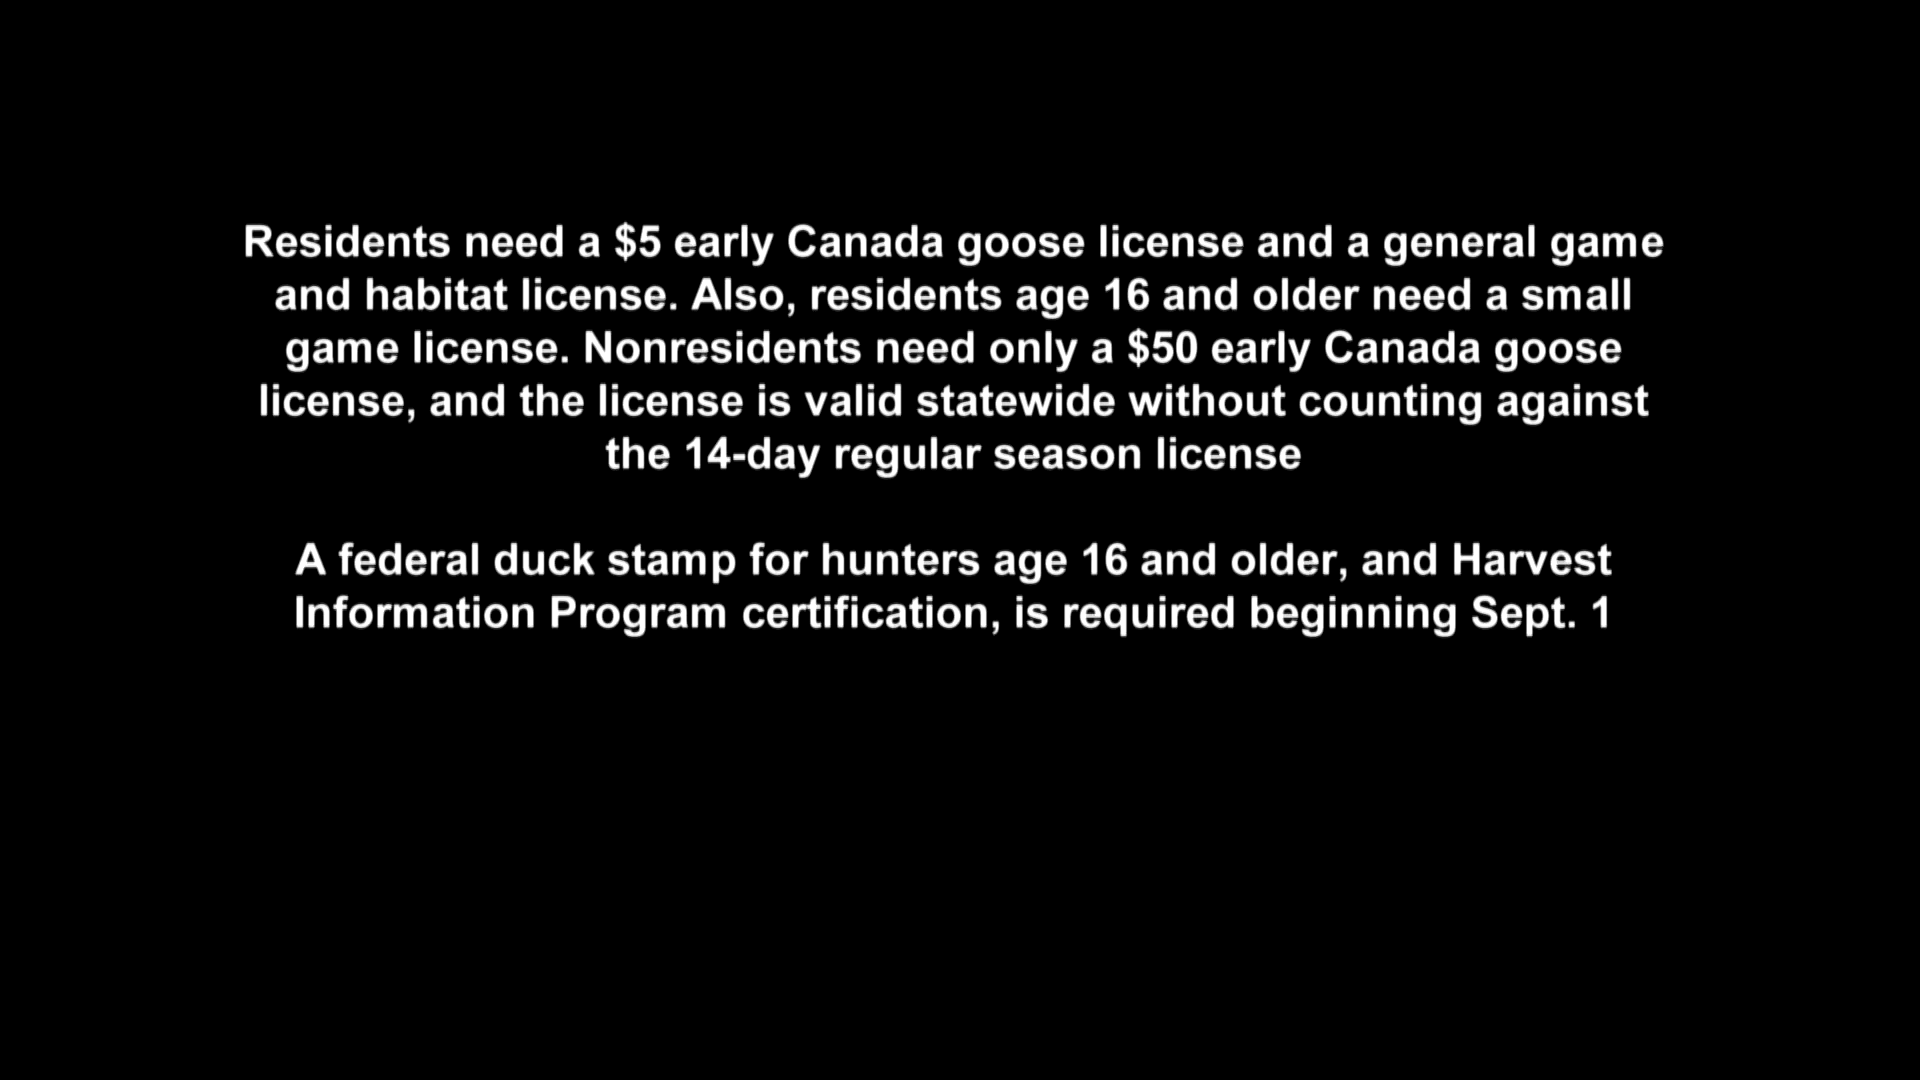 Residents need a $5 early Canada goose license and a general game
and habitat license. Also, residents age 16 and older need a small
game license. Nonresidents need only a $50 early Canada goose
license, and the license is valid statewide without counting against
the 14-day regular season license
A federal duck stamp for hunters age 16 and older, and Harvest
Information Program certification, is required beginning Sept. 1